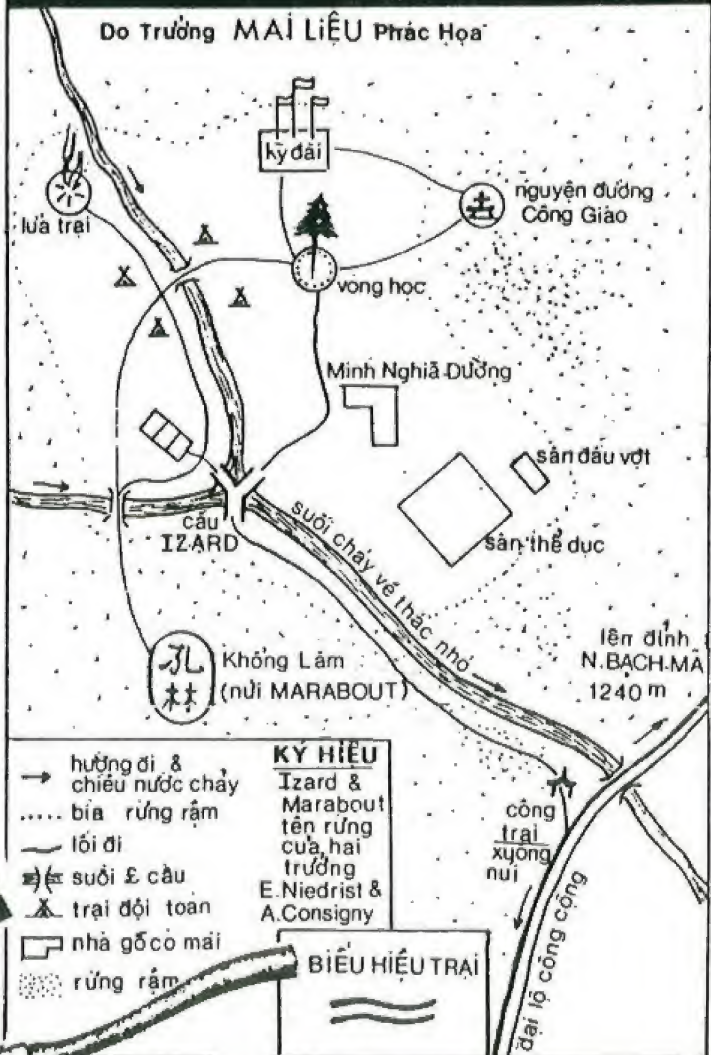 Do Trưởng MAI LIỆU Phác Họa
kỳ đài
lửa trại
nguyện đường
Công Giáo
vòng học
Minh Nghĩa Đường
sân đấu vợt
sân thể dục
cầu
IZARD
suối chảy về thác nhỏ
孔
林
Khổng Lâm
(núi MARABOUT)
lên đỉnh
N.BẠCH-MÃ
1240 m
cổng
trại
xuống
núi
đại lộ công cộng
hướng đi &
chiều nước chảy
bìa rừng rậm
lối đi
suối & cầu
trại đội toán
nhà gỗ có mái
rừng rậm
KÝ HIỆU
Izard &
Marabout
tên rừng
của hai
trưởng
E.Niedrist &
A.Consigny
BIỂU HIỆU TRẠI